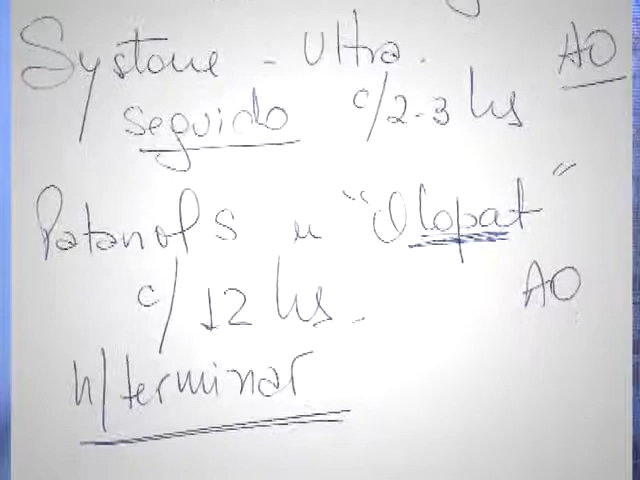 Systane - Ultra. AO
seguido c/2-3 hs
Patanol S u "Olopat"
c/12 hs. AO
h/terminar